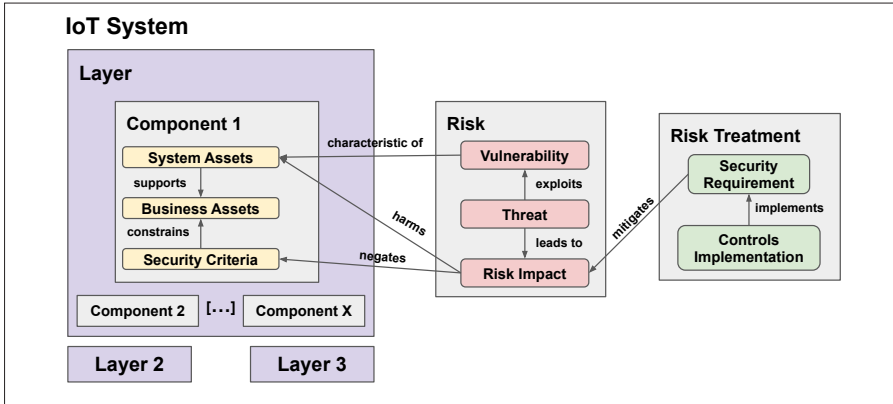 IoT System
Layer
Component 1
System Assets
supports
Business Assets
constrains
Security Criteria
Component 2
[...]
Component X
Layer 2
Layer 3
characteristic of
harms
negates
Risk
Vulnerability
exploits
Threat
leads to
Risk Impact
mitigates
Risk Treatment
Security
Requirement
implements
Controls
Implementation